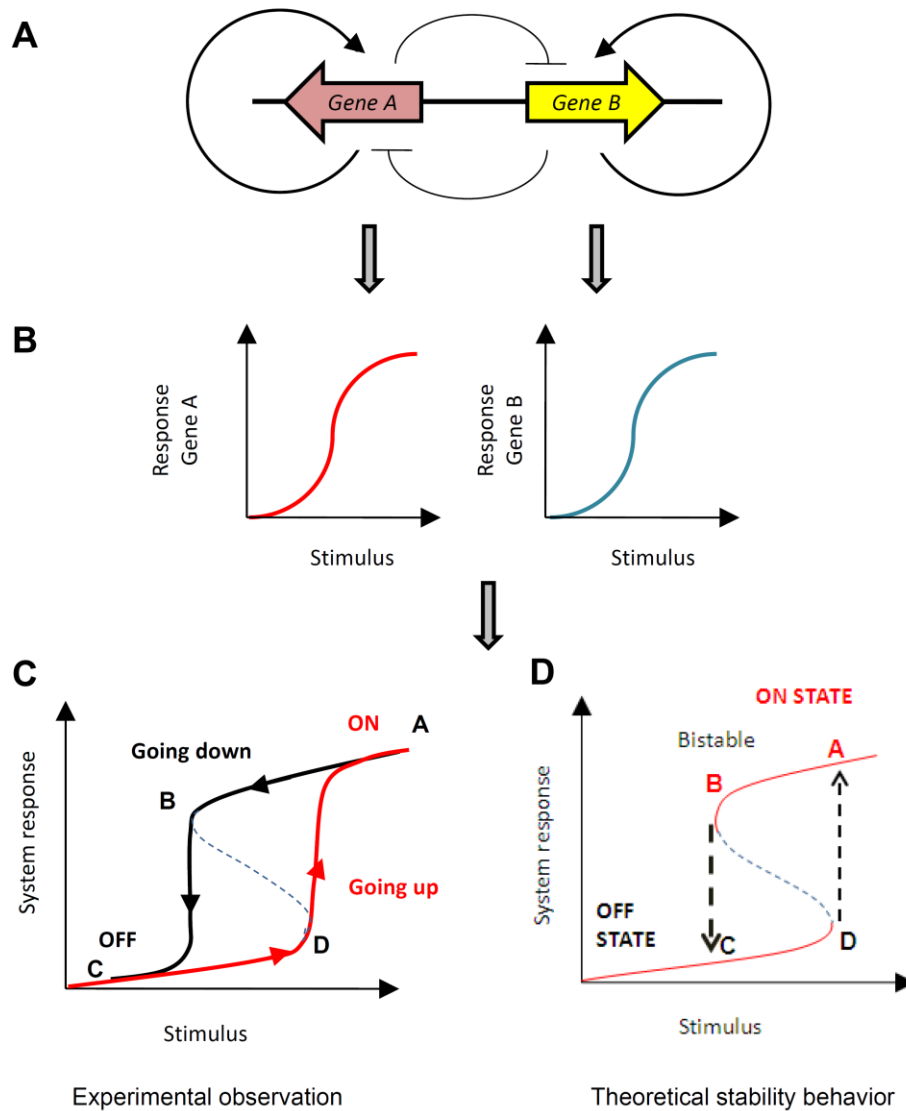 A
Gene A
Gene B
B
Response
Gene A
Stimulus
Response
Gene B
Stimulus
C
System response
Going down
ON
A
B
Going up
OFF
C
D
Stimulus
Experimental observation
D
System response
ON STATE
Bistable
A
B
OFF
STATE
C
D
Stimulus
Theoretical stability behavior